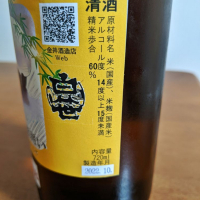 清酒
原材料名 米(国産)、米麹(国産米)
アルコール度 14度以上15度未満
精米歩合 60%
金井酒造店
Web
内容量
720ml
製造年月
2022.10